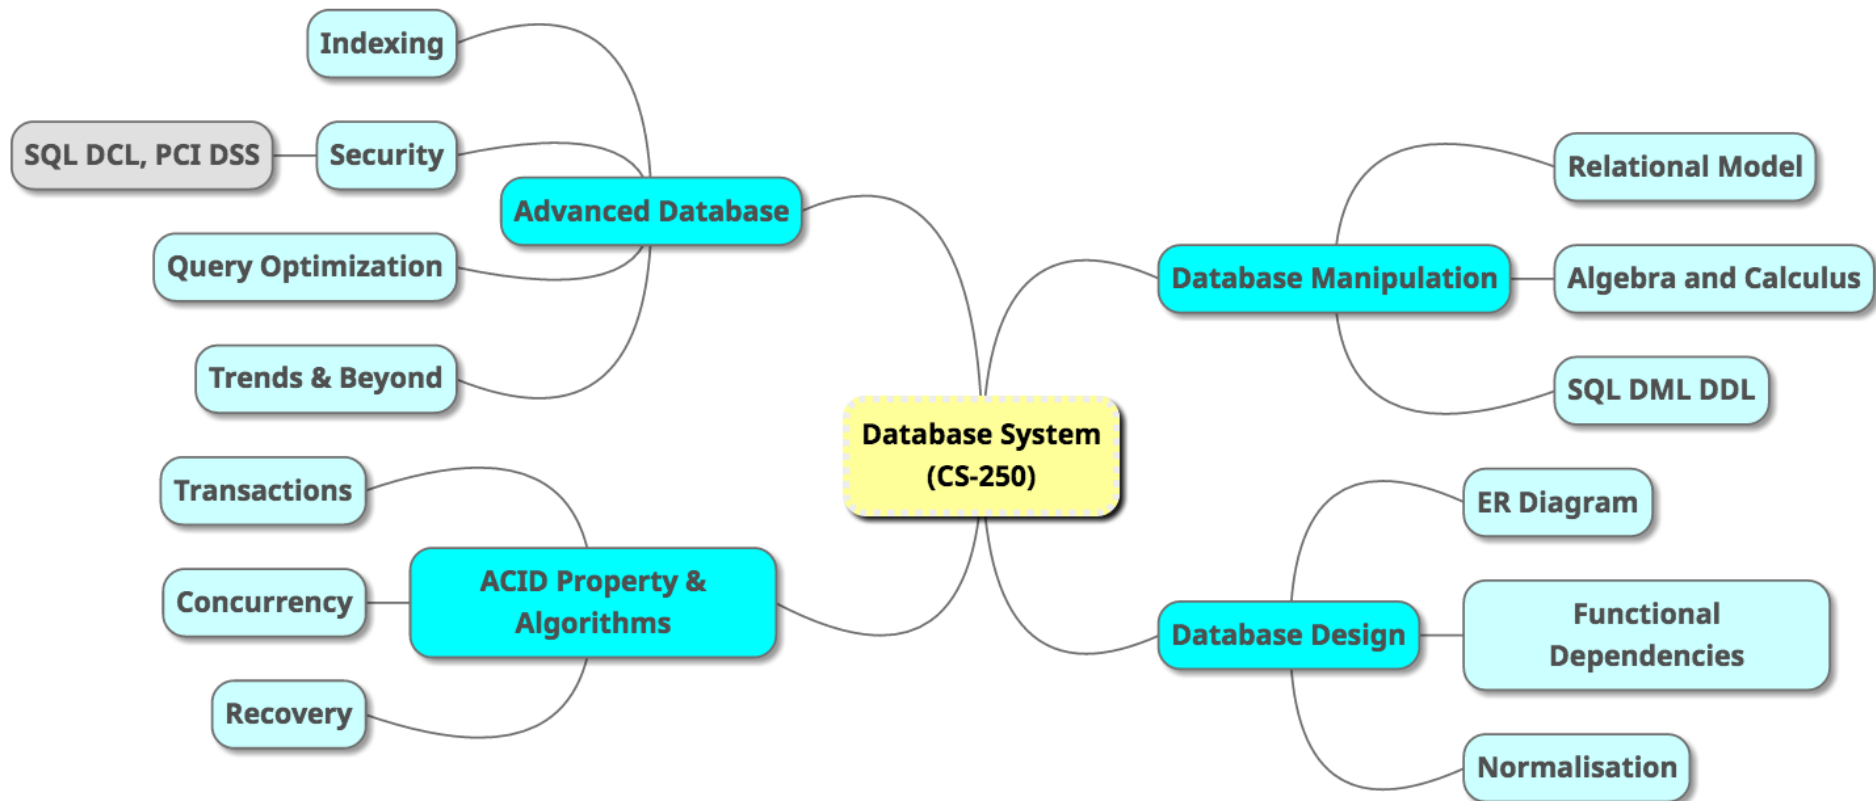 Indexing
SQL DCL, PCI DSS
Security
Advanced Database
Query Optimization
Trends & Beyond
Relational Model
Database Manipulation
Algebra and Calculus
SQL DML DDL
Database System
(CS-250)
Transactions
ACID Property &
Algorithms
Concurrency
Recovery
ER Diagram
Database Design
Functional
Dependencies
Normalisation